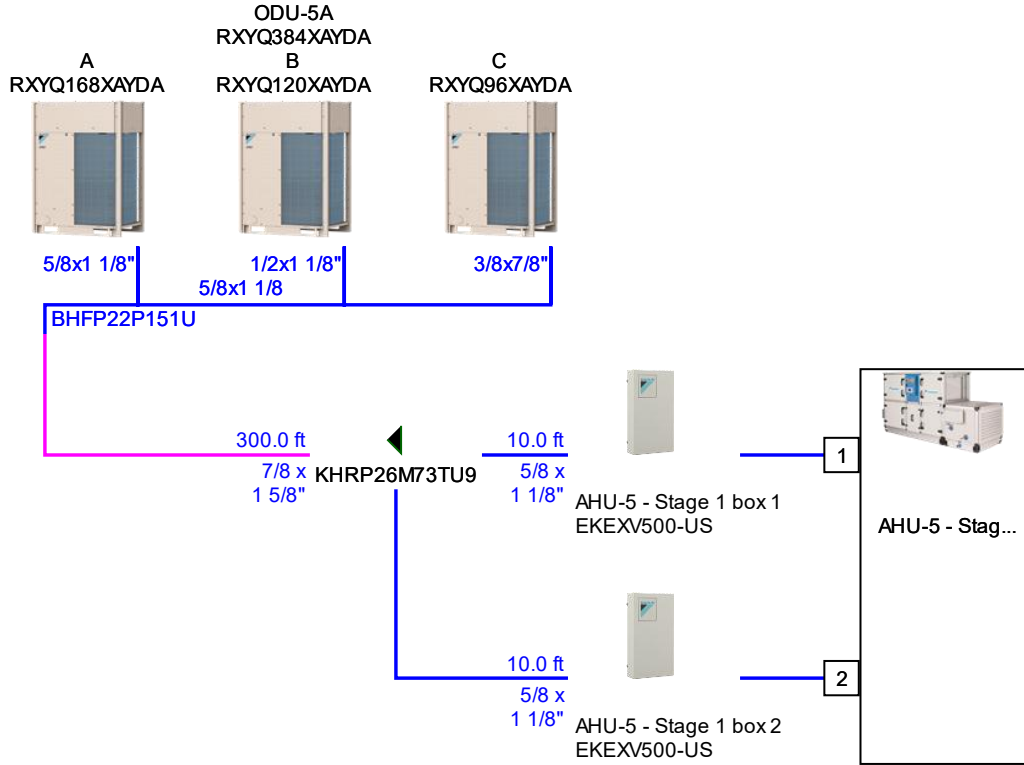 ODU-5A
RXYQ384XAYDA
A
RXYQ168XAYDA
B
RXYQ120XAYDA
C
RXYQ96XAYDA
5/8x1 1/8"
1/2x1 1/8"
3/8x7/8"
5/8x1 1/8
BHFP22P151U
300.0 ft
7/8 x
1 5/8"
KHRP26M73TU9
10.0 ft
5/8 x
1 1/8"
AHU-5 - Stage 1 box 1
EKEXV500-US
1
AHU-5 - Stag...
10.0 ft
5/8 x
1 1/8"
AHU-5 - Stage 1 box 2
EKEXV500-US
2